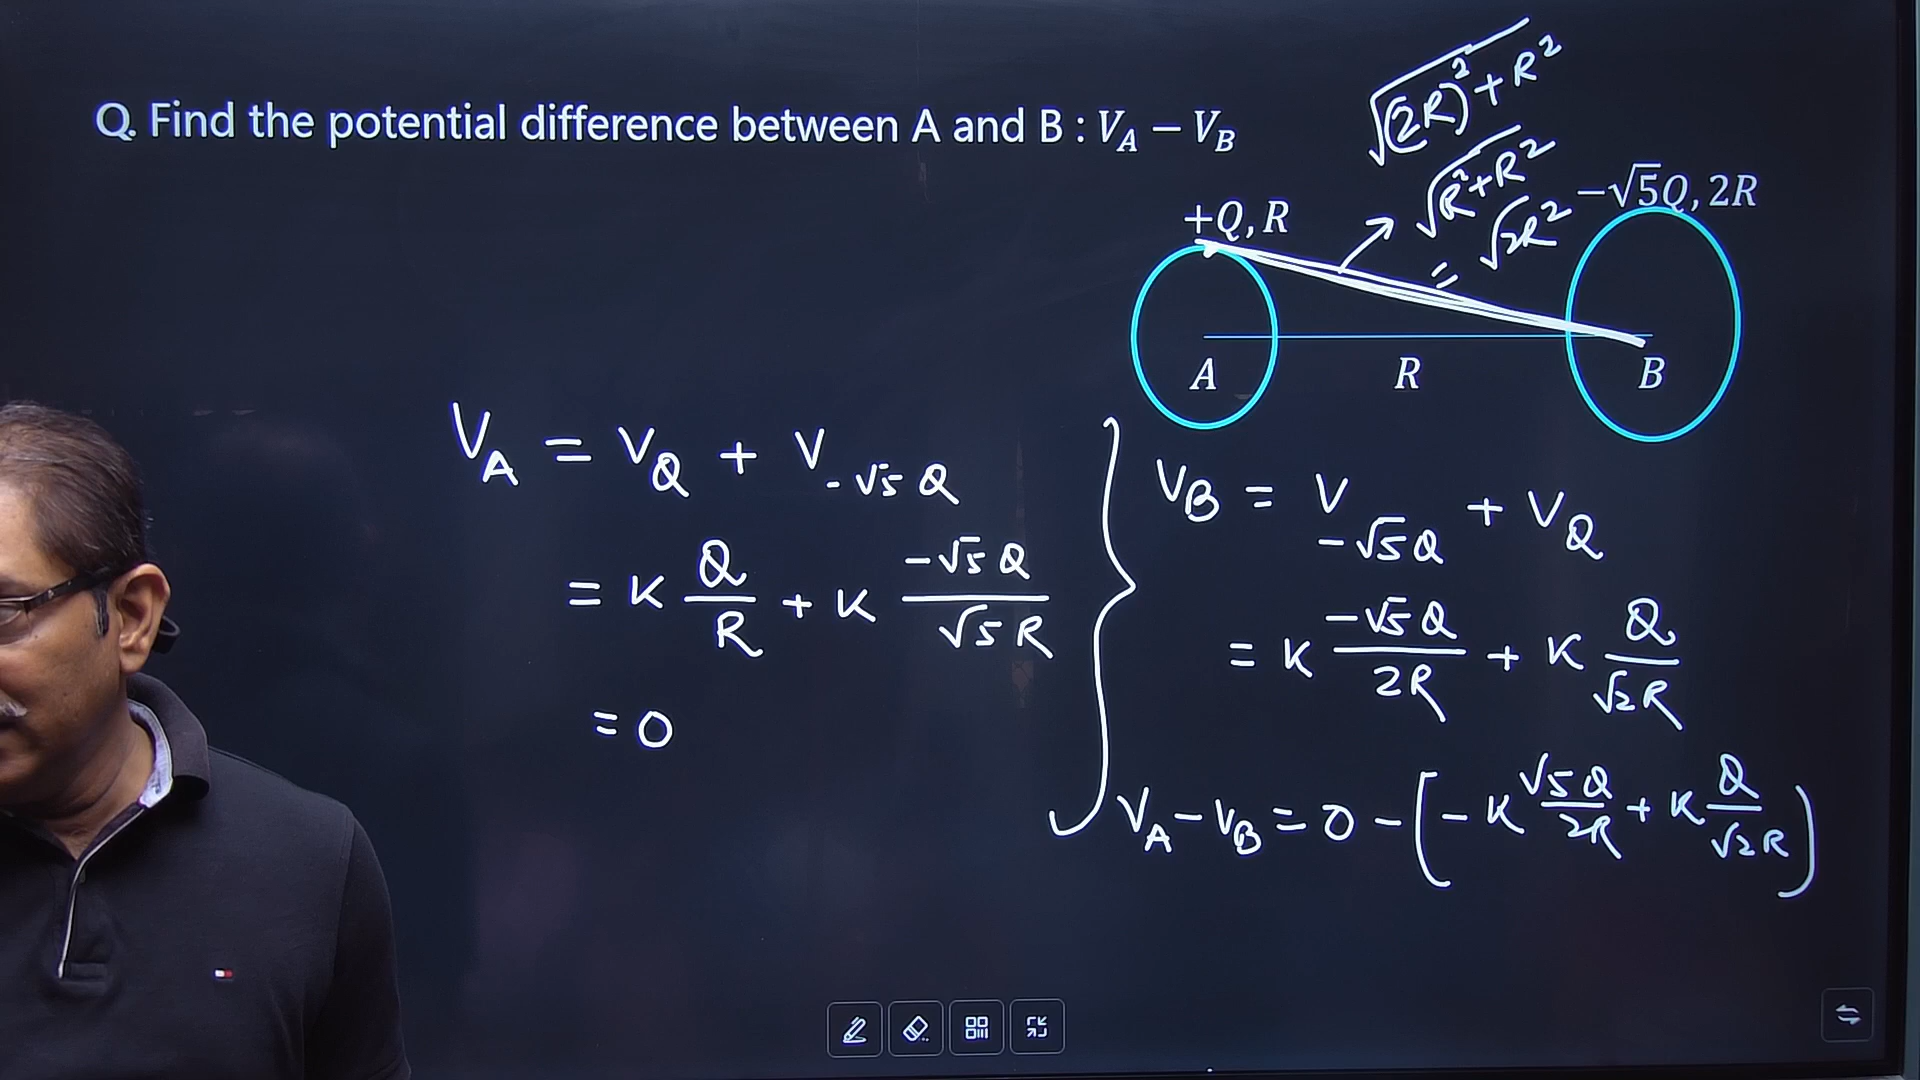 Q. Find the potential difference between A and B : V_A − V_B
√((2R)² + R²)
√(R² + R²)
= √2R²
+Q, R
−√5Q, 2R
A
R
B
V_A = V_Q + V_-√5 Q
= K Q/R + K -√5 Q/√5 R
= 0
V_B = V_-√5 Q + V_Q
= K -√5 Q/2R + K Q/√2 R
V_A - V_B = 0 - (- K √5 Q/2R + K Q/√2 R)